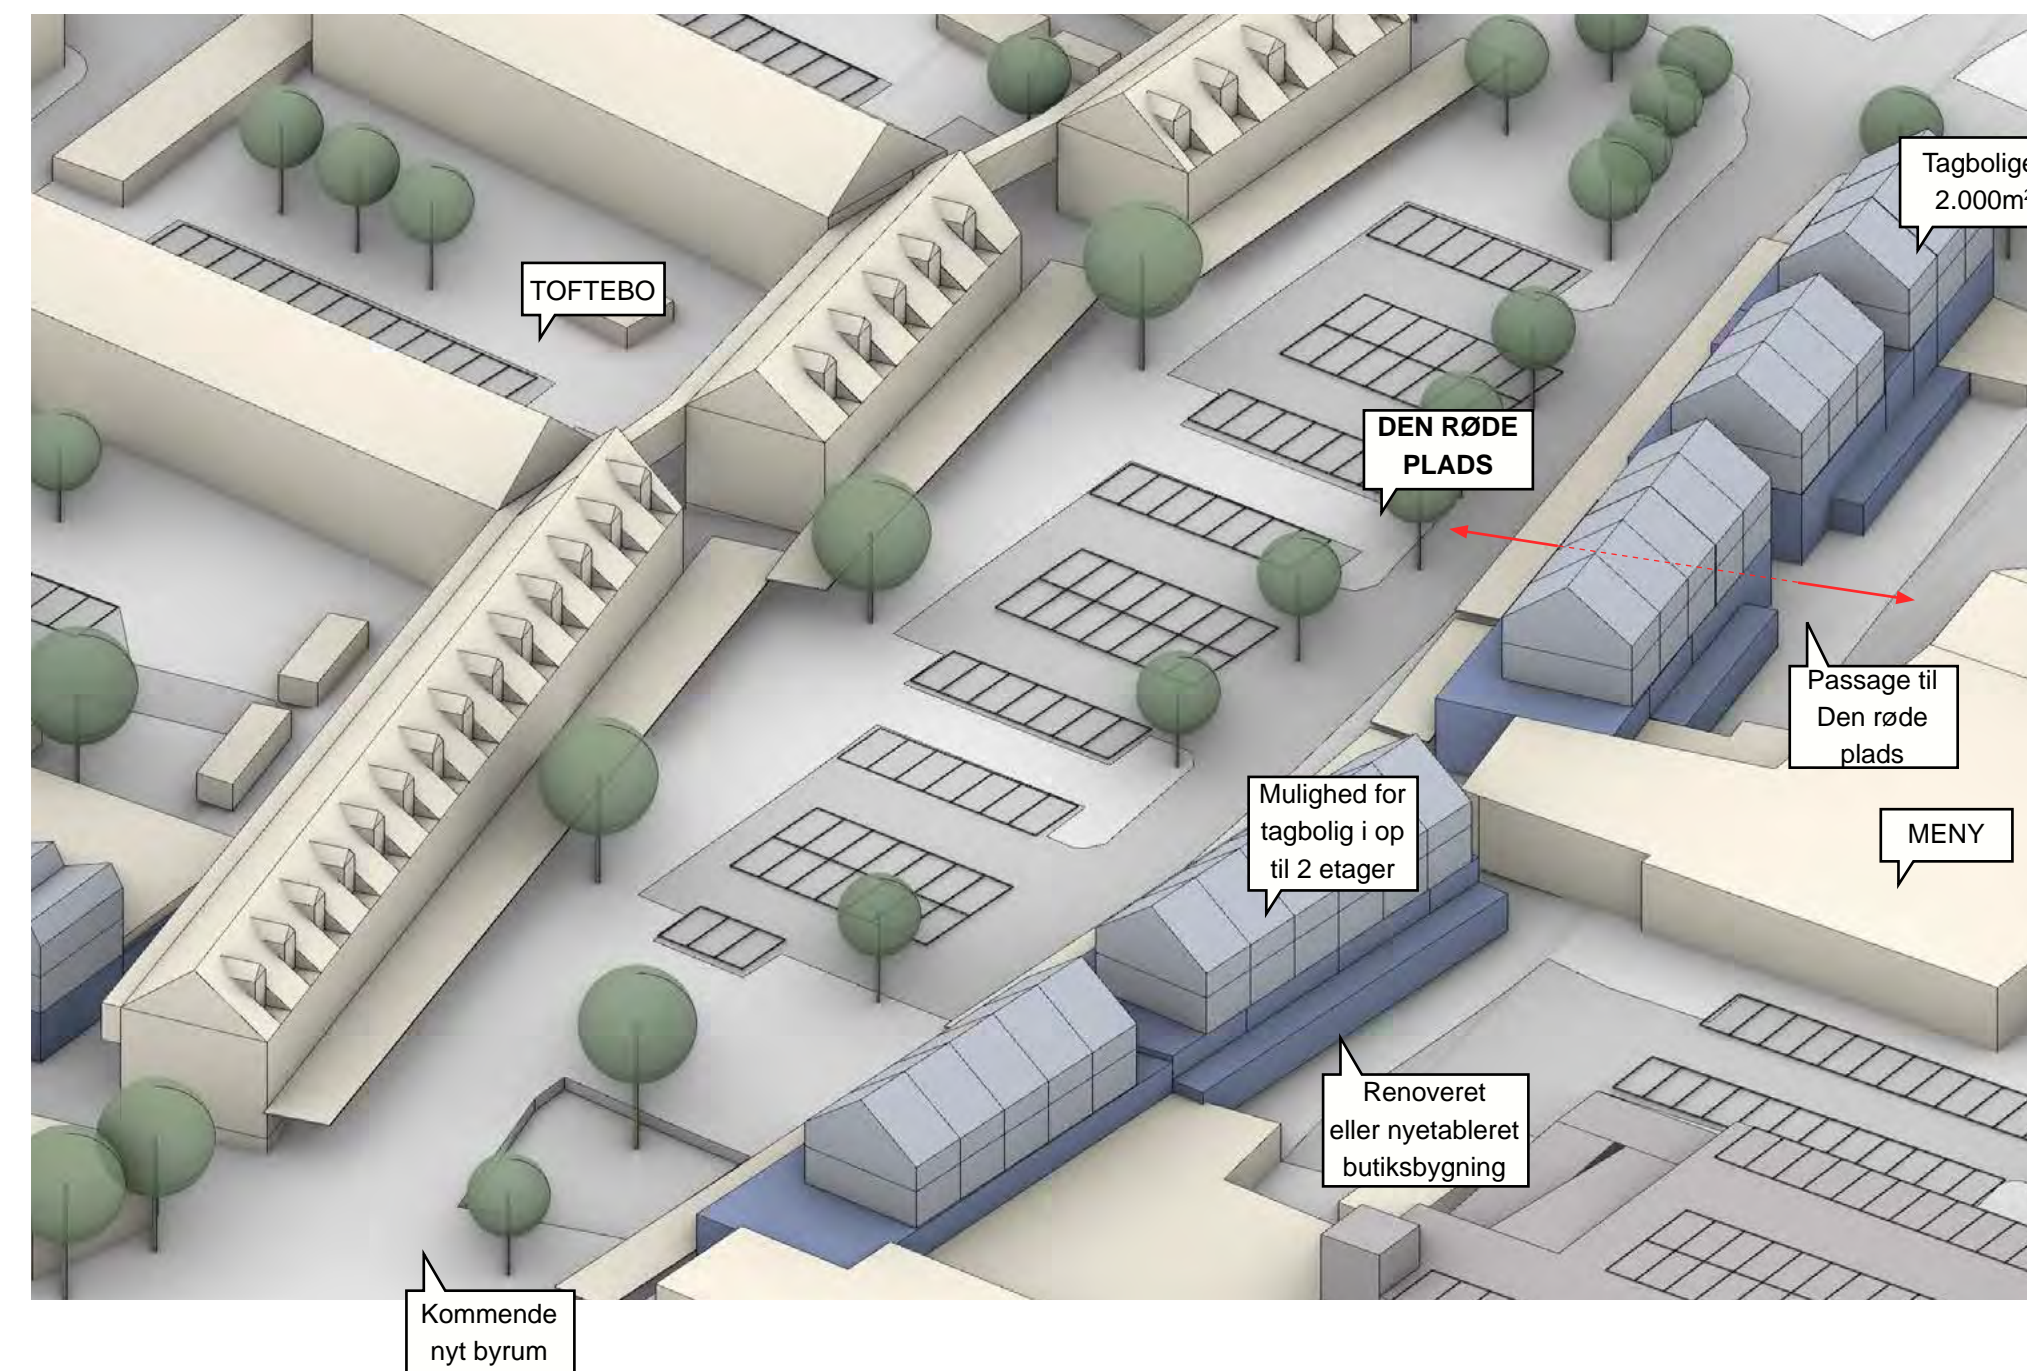 Tagbolige
2.000m²
TOFTEBO
DEN RØDE
PLADS
Passage til
Den røde
plads
Mulighed for
tagbolig i op
til 2 etager
MENY
Renoveret
eller nyetableret
butiksbygning
Kommende
nyt byrum